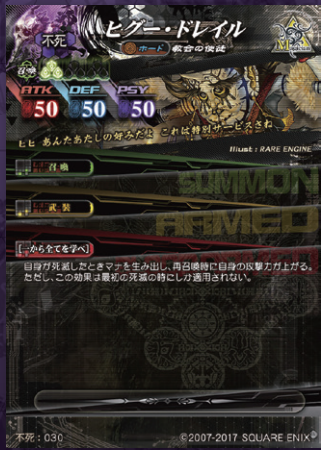 不死
ヒグー・ドレイル
ホード 教会の使徒
召喚
ATK DEF PSY
50 50 50
ヒヒ あんたあたしの好みだよ これは特別サービスさね
Illust : RARE ENGINE
召喚
SUMMON
武装
ARMED
[一から全てを学べ]
自身が死滅したときマナを生み出し、再召喚時に自身の攻撃力が上がる。
ただし、この効果は最初の死滅の時にしか適用されない。
不死：030
©2007-2017 SQUARE ENIX